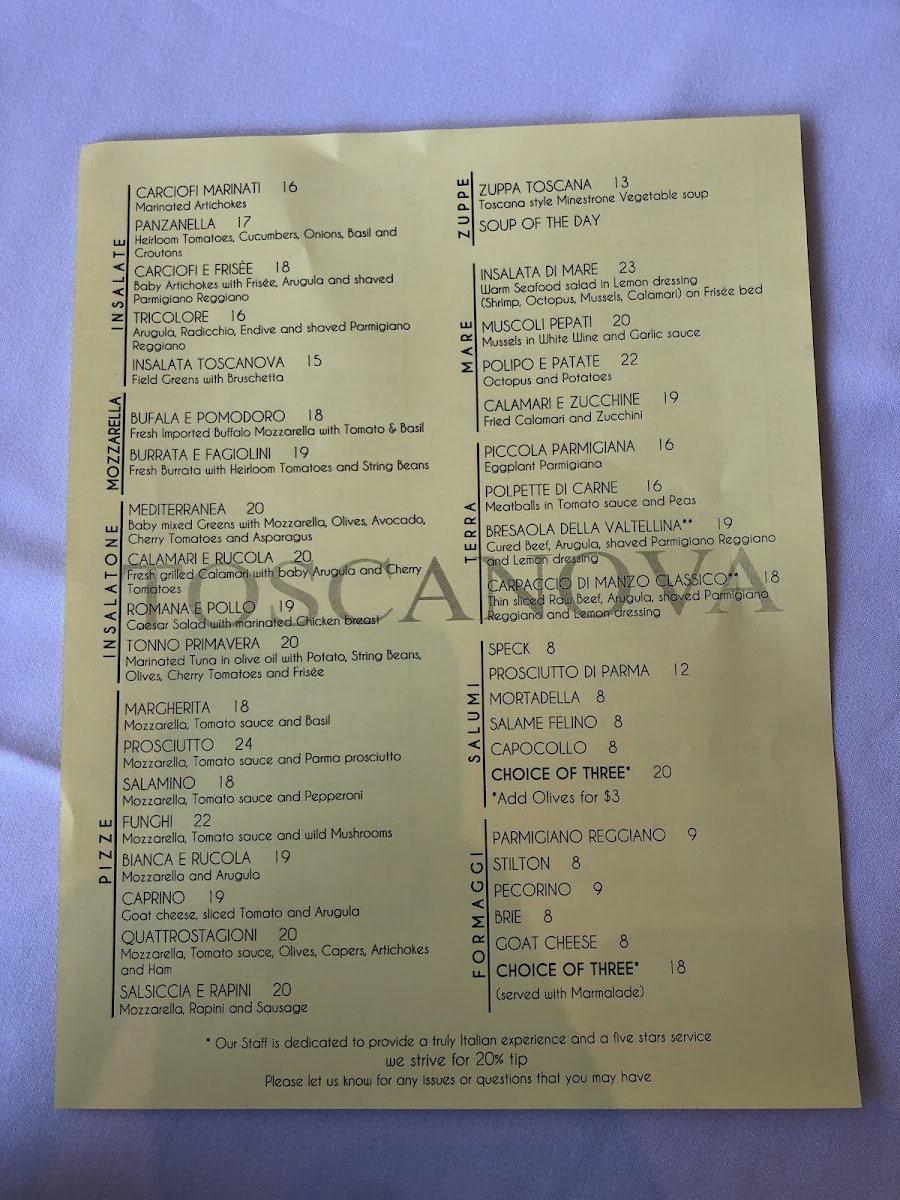 INSALATE
CARCIOFI MARINATI 16
Marinated Artichokes
PANZANELLA 17
Heirloom Tomatoes, Cucumbers, Onions, Basil and
Croutons
CARCIOFI E FRISÉE 18
Baby Artichokes with Frisée, Arugula and shaved
Parmigiano Reggiano
TRICOLORE 16
Arugula, Radicchio, Endive and shaved Parmigiano
Reggiano
INSALATA TOSCANOVA 15
Field Greens with Bruschetta
MOZZARELLA
BUFALA E POMODORO 18
Fresh Imported Buffalo Mozzarella with Tomato & Basil
BURRATA E FAGIOLINI 19
Fresh Burrata with Heirloom Tomatoes and String Beans
INSALATONE
MEDITERRANEA 20
Baby mixed Greens with Mozzarella, Olives, Avocado,
Cherry Tomatoes and Asparagus
CALAMARI E RUCOLA 20
Fresh grilled Calamari with baby Arugula and Cherry
Tomatoes
ROMANA E POLLO 19
Caesar Salad with marinated Chicken breast
TONNO PRIMAVERA 20
Marinated Tuna in olive oil with Potato, String Beans,
Olives, Cherry Tomatoes and Frisée
PIZZE
MARGHERITA 18
Mozzarella, Tomato sauce and Basil
PROSCIUTTO 24
Mozzarella, Tomato sauce and Parma prosciutto
SALAMINO 18
Mozzarella, Tomato sauce and Pepperoni
FUNGHI 22
Mozzarella, Tomato sauce and wild Mushrooms
BIANCA E RUCOLA 19
Mozzarella and Arugula
CAPRINO 19
Goat cheese, sliced Tomato and Arugula
QUATTROSTAGIONI 20
Mozzarella, Tomato sauce, Olives, Capers, Artichokes
and Ham
SALSICCIA E RAPINI 20
Mozzarella, Rapini and Sausage
ZUPPE
ZUPPA TOSCANA 13
Toscana style Minestrone Vegetable soup
SOUP OF THE DAY
MARE
INSALATA DI MARE 23
Warm Seafood salad in Lemon dressing
(Shrimp, Octopus, Mussels, Calamari) on Frisée bed
MUSCOLI PEPATI 20
Mussels in White Wine and Garlic sauce
POLIPO E PATATE 22
Octopus and Potatoes
CALAMARI E ZUCCHINE 19
Fried Calamari and Zucchini
TERRA
PICCOLA PARMIGIANA 16
Eggplant Parmigiana
POLPETTE DI CARNE 16
Meatballs in Tomato sauce and Peas
BRESAOLA DELLA VALTELLINA** 19
Cured Beef, Arugula, shaved Parmigiano Reggiano
and Lemon dressing
CARPACCIO DI MANZO CLASSICO** 18
Thin sliced Raw Beef, Arugula, shaved Parmigiano
Reggiano and Lemon dressing
TOSCANOVA
SALUMI
SPECK 8
PROSCIUTTO DI PARMA 12
MORTADELLA 8
SALAME FELINO 8
CAPOCOLLO 8
CHOICE OF THREE* 20
*Add Olives for $3
FORMAGGI
PARMIGIANO REGGIANO 9
STILTON 8
PECORINO 9
BRIE 8
GOAT CHEESE 8
CHOICE OF THREE* 18
(served with Marmalade)
* Our Staff is dedicated to provide a truly Italian experience and a five stars service
we strive for 20% tip
Please let us know for any issues or questions that you may have